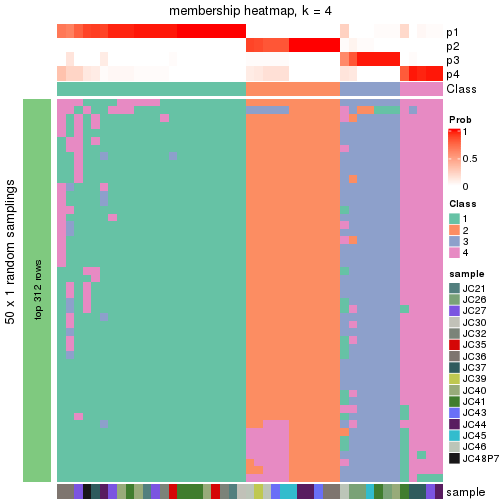 membership heatmap, k = 4
p1
p2
p3
p4
Class
50 x 1 random samplings
top 312 rows
sample
Prob
1
0.5
0
Class
1
2
3
4
sample
JC21
JC26
JC27
JC30
JC32
JC35
JC36
JC37
JC39
JC40
JC41
JC43
JC44
JC45
JC46
JC48P7